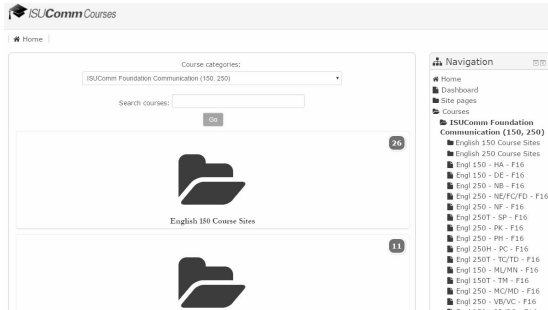 ISUComm Courses
Home
Course categories:
ISUComm Foundation Communication (150, 250)
Search courses:
Go
26
English 150 Course Sites
11
Navigation
Home
Dashboard
Site pages
Courses
ISUComm Foundation
Communication (150, 250)
English 150 Course Sites
English 250 Course Sites
Engl 150 - HA - F16
Engl 150 - DE - F16
Engl 250 - NB - F16
Engl 250 - NE/FC/FD - F16
Engl 250 - NF - F16
Engl 250T - SP - F16
Engl 250 - PK - F16
Engl 250 - PH - F16
Engl 250H - PC - F16
Engl 250T - TC/TD - F16
Engl 150 - ML/MN - F16
Engl 150T - TM - F16
Engl 250 - MC/MD - F16
Engl 250 - VB/VC - F16